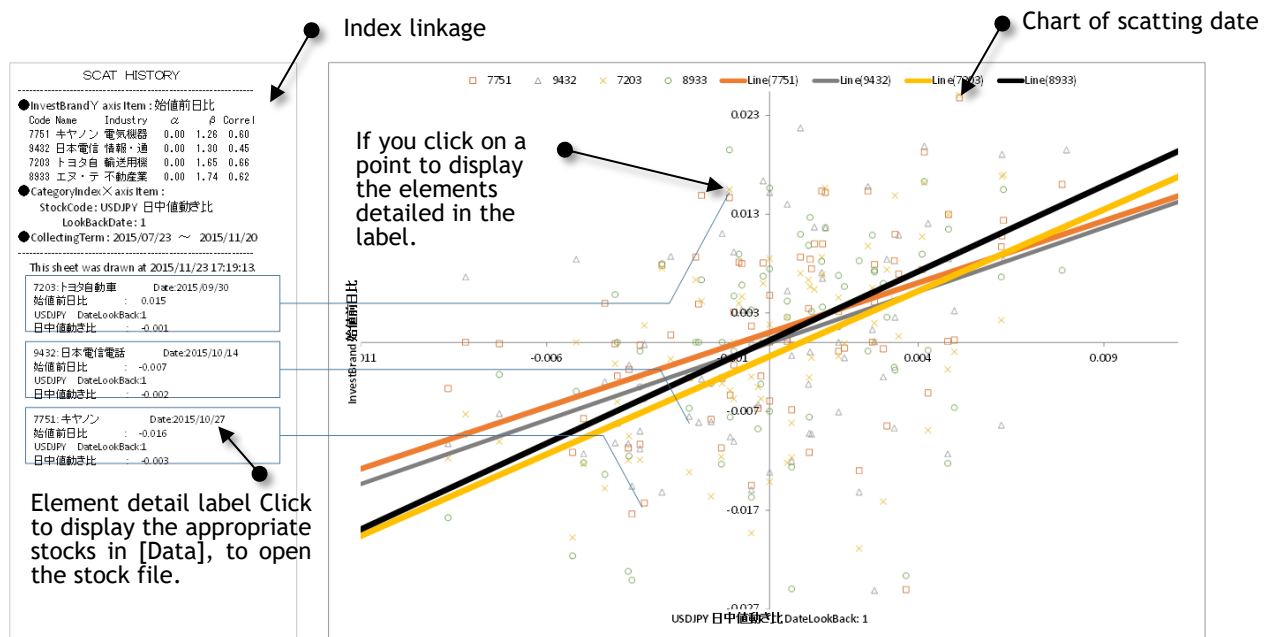 Index linkage
Chart of scatting date
SCAT HISTORY
●InvestBrandY axis Item : 始値前日比
Code Name Industry α β Correl
7751 キヤノン 電気機器 0.00 1.26 0.60
9432 日本電信 情報・通 0.00 1.30 0.45
7203 トヨタ自 輸送用機 0.00 1.65 0.66
8933 エヌ・テ 不動産業 0.00 1.74 0.62
●CategoryIndex X axis Item :
StockCode : USDJPY 日中値動き比
LookBackDate : 1
●CollectingTerm : 2015/07/23 ～ 2015/11/20
This sheet was drawn at 2015/11/23 17:19:13.
7203:トヨタ自動車 Date:2015/09/30
始値前日比 : 0.015
USDJPY DateLookBack:1
日中値動き比 : -0.001
9432:日本電信電話 Date:2015/10/14
始値前日比 : -0.007
USDJPY DateLookBack:1
日中値動き比 : -0.002
7751:キヤノン Date:2015/10/27
始値前日比 : -0.016
USDJPY DateLookBack:1
日中値動き比 : -0.003
Element detail label Click
to display the appropriate
stocks in [Data], to open
the stock file.
7751 9432 7203 8933 Line(7751) Line(9432) Line(7203) Line(8933)
If you click on a
point to display
the elements
detailed in the
label.
0.023
0.013
0.003
-0.007
-0.017
-0.027
011 -0.006 -0.001 0.004 0.009
InvestBrand 始値前日比
USDJPY 日中値動き比 DateLookBack: 1